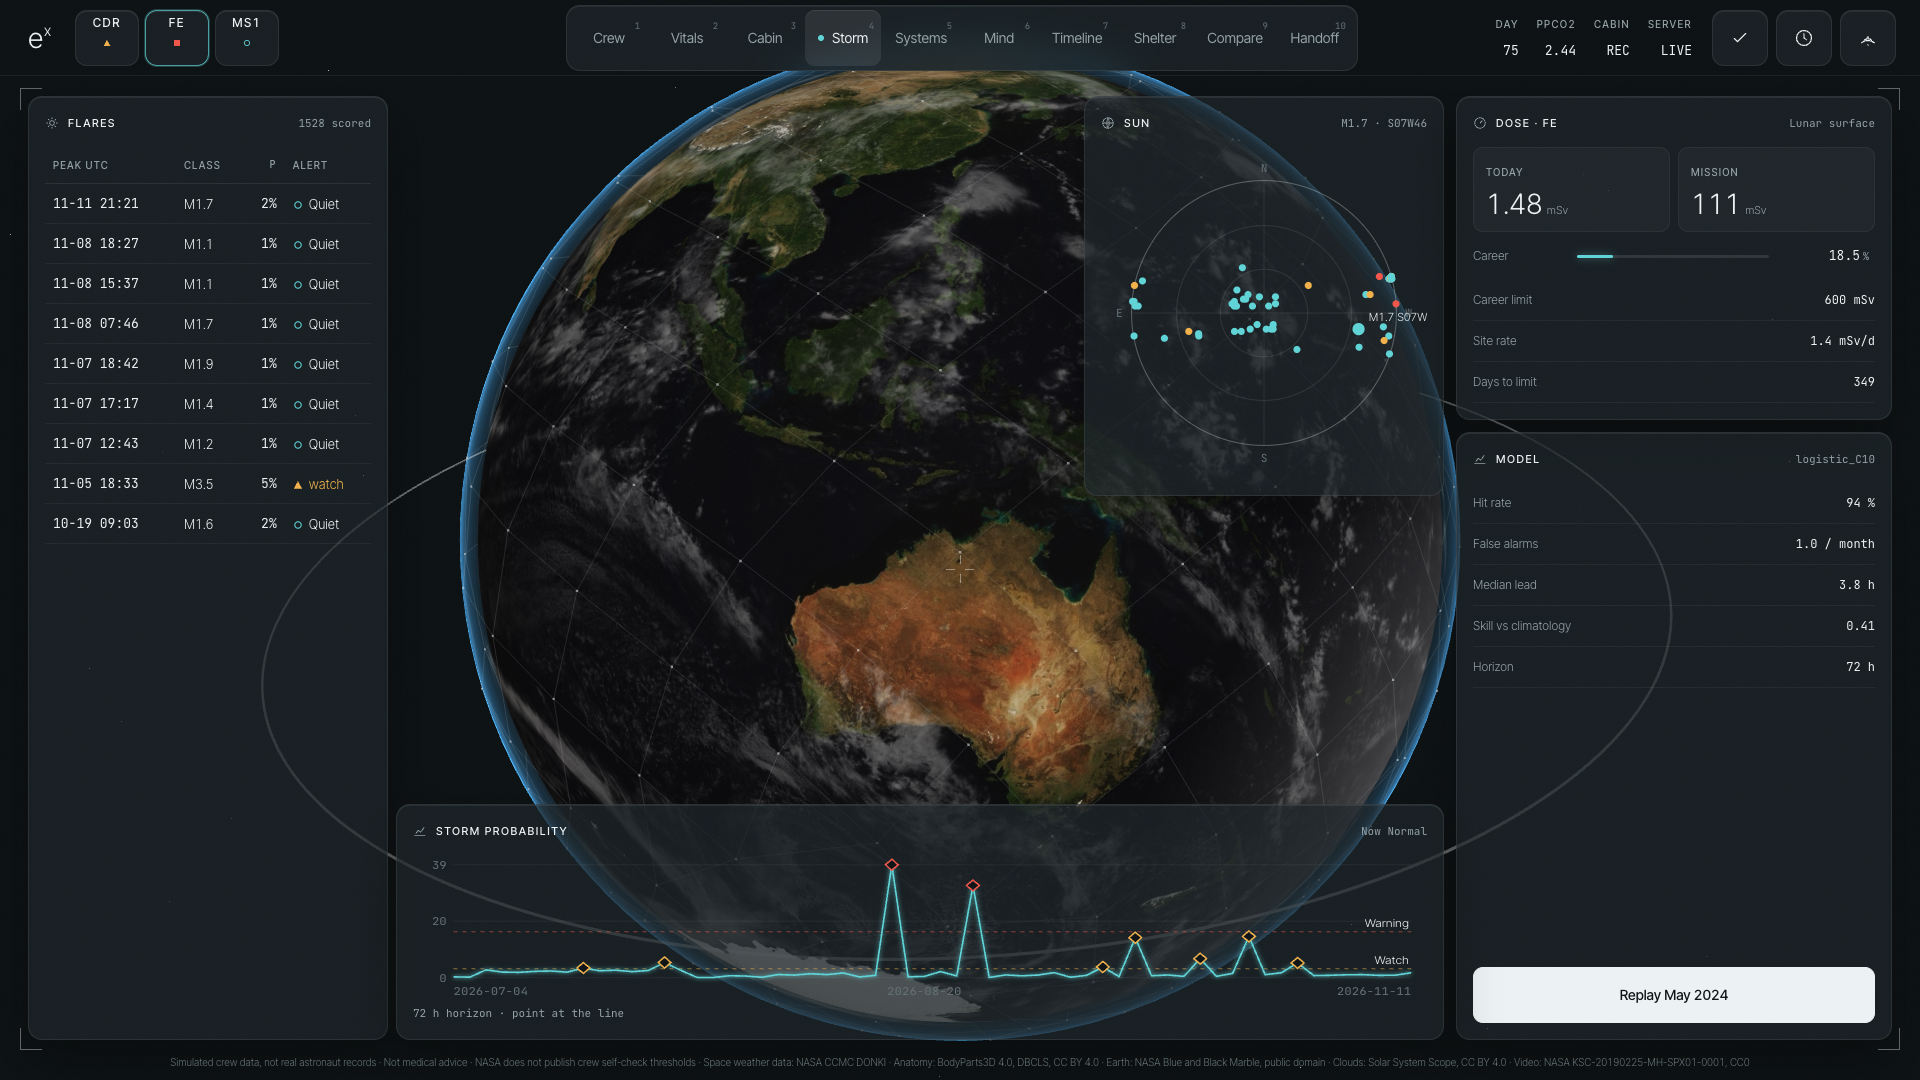 e^x
CDR
FE
MS1
Crew 1
Vitals 2
Cabin 3
Storm 4
Systems 5
Mind 6
Timeline 7
Shelter 8
Compare 9
Handoff 10
DAY PPCO2 CABIN SERVER
75 2.44 REC LIVE
FLARES 1528 scored
PEAK UTC CLASS P ALERT
11-11 21:21 M1.7 2% Quiet
11-08 18:27 M1.1 1% Quiet
11-08 15:37 M1.1 1% Quiet
11-08 07:46 M1.7 1% Quiet
11-07 18:42 M1.9 1% Quiet
11-07 17:17 M1.4 1% Quiet
11-07 12:43 M1.2 1% Quiet
11-05 18:33 M3.5 5% watch
10-19 09:03 M1.6 2% Quiet
SUN M1.7 · S07W46
N
E
M1.7 S07W
S
STORM PROBABILITY Now Normal
39
20
0
Warning
Watch
2026-07-04 2026-08-20 2026-11-11
72 h horizon · point at the line
DOSE · FE Lunar surface
TODAY
1.48 mSv
MISSION
111 mSv
Career 18.5 %
Career limit 600 mSv
Site rate 1.4 mSv/d
Days to limit 349
MODEL logistic_C10
Hit rate 94 %
False alarms 1.0 / month
Median lead 3.8 h
Skill vs climatology 0.41
Horizon 72 h
Replay May 2024
Simulated crew data, not real astronaut records · Not medical advice · NASA does not publish crew self-check thresholds · Space weather data: NASA CCMC DONKI · Anatomy: BodyParts3D 4.0, DBCLS, CC BY 4.0 · Earth: NASA Blue and Black Marble, public domain · Clouds: Solar System Scope, CC BY 4.0 · Video: NASA KSC-20190225-MH-SPX01-0001, CC0